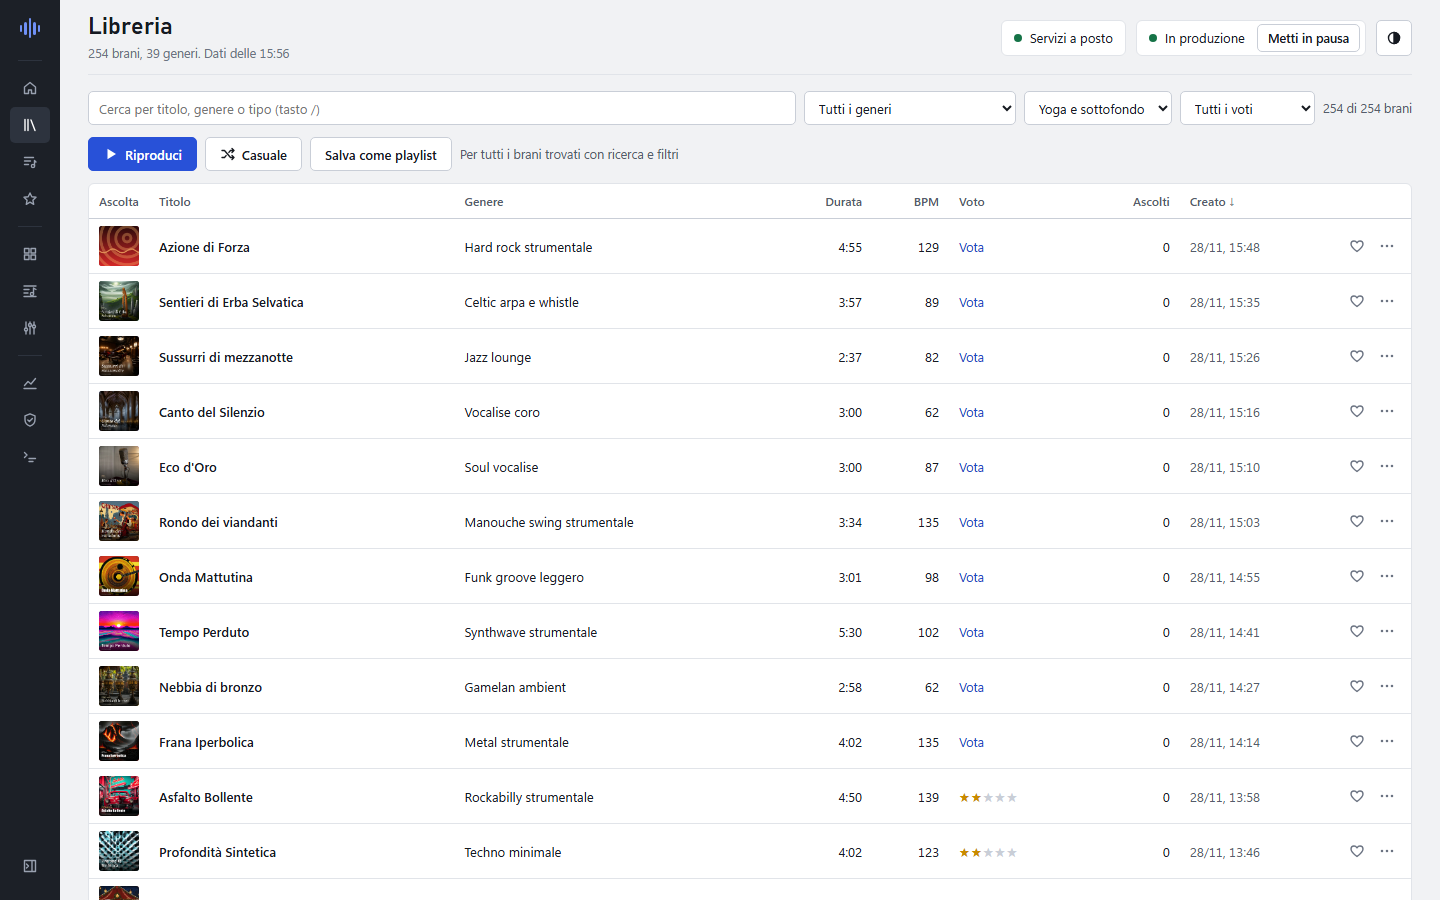 Libreria
254 brani, 39 generi. Dati delle 15:56
Servizi a posto
In produzione
Metti in pausa
Cerca per titolo, genere o tipo (tasto /)
Tutti i generi
Yoga e sottofondo
Tutti i voti
254 di 254 brani
Riproduci
Casuale
Salva come playlist
Per tutti i brani trovati con ricerca e filtri
Ascolta Titolo Genere Durata BPM Voto Ascolti Creato ↓
Azione di Forza Hard rock strumentale 4:55 129 Vota 0 28/11, 15:48
Sentieri di Erba Selvatica Celtic arpa e whistle 3:57 89 Vota 0 28/11, 15:35
Sussurri di mezzanotte Jazz lounge 2:37 82 Vota 0 28/11, 15:26
Canto del Silenzio Vocalise coro 3:00 62 Vota 0 28/11, 15:16
Eco d'Oro Soul vocalise 3:00 87 Vota 0 28/11, 15:10
Rondo dei viandanti Manouche swing strumentale 3:34 135 Vota 0 28/11, 15:03
Onda Mattutina Funk groove leggero 3:01 98 Vota 0 28/11, 14:55
Tempo Perduto Synthwave strumentale 5:30 102 Vota 0 28/11, 14:41
Nebbia di bronzo Gamelan ambient 2:58 62 Vota 0 28/11, 14:27
Frana Iperbolica Metal strumentale 4:02 135 Vota 0 28/11, 14:14
Asfalto Bollente Rockabilly strumentale 4:50 139 0 28/11, 13:58
Profondità Sintetica Techno minimale 4:02 123 0 28/11, 13:46